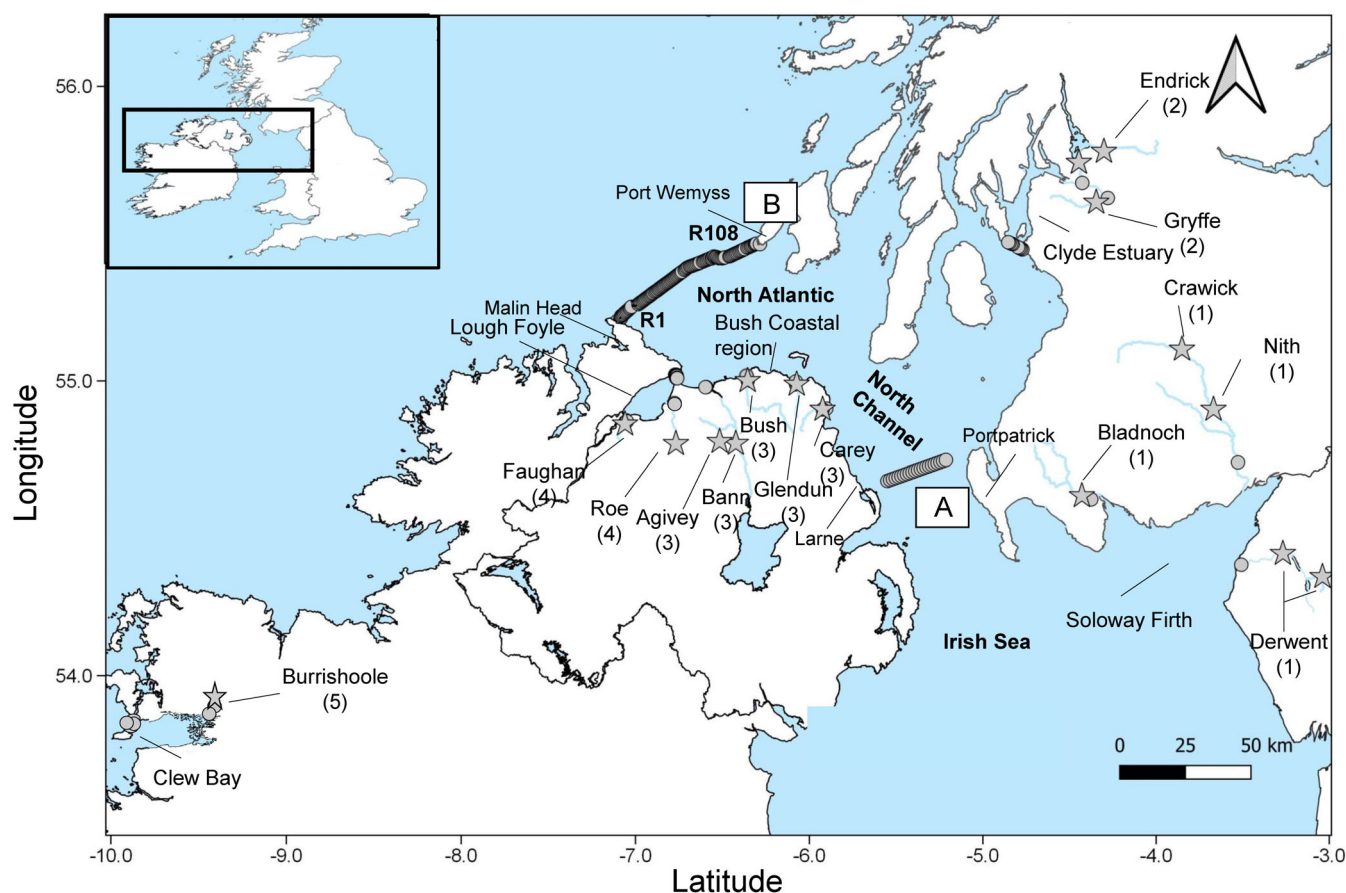 56.0
Endrick
(2)
Port Wemyss
B
R108
Gryffe
(2)
Clyde Estuary
Crawick
(1)
Malin Head
North Atlantic
Lough Foyle
R1
Bush Coastal
region
Nith
(1)
55.0
North
Channel
Longitude
Bush
(3)
Portpatrick
Bladnoch
(1)
Carey
(3)
Faughan
(4)
Roe
(4)
Agivey
(3)
Bann
(3)
Glendun
(3)
A
Larne
Soloway Firth
Irish Sea
Derwent
(1)
54.0
Burrishoole
(5)
0 25 50 km
Clew Bay
-10.0 -9.0 -8.0 -7.0 -6.0 -5.0 -4.0 -3.0
Latitude